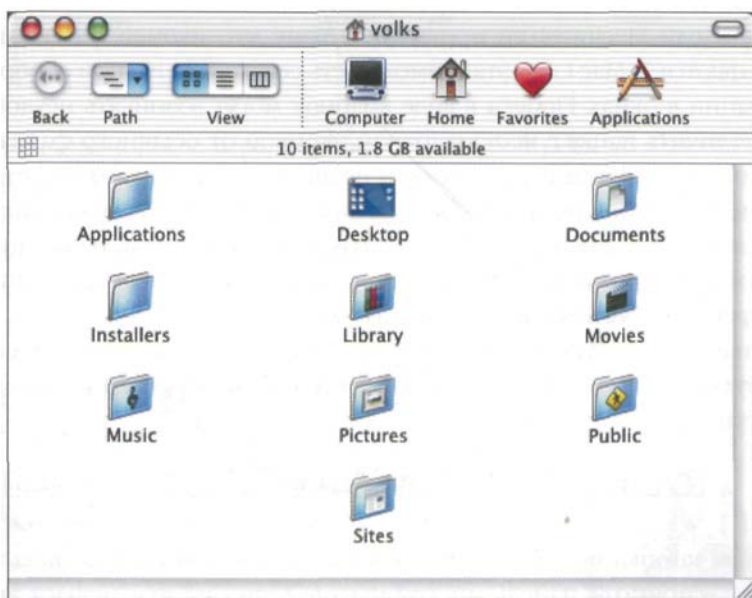 volks
Back Path View Computer Home Favorites Applications
10 items, 1.8 GB available
Applications Desktop Documents
Installers Library Movies
Music Pictures Public
Sites